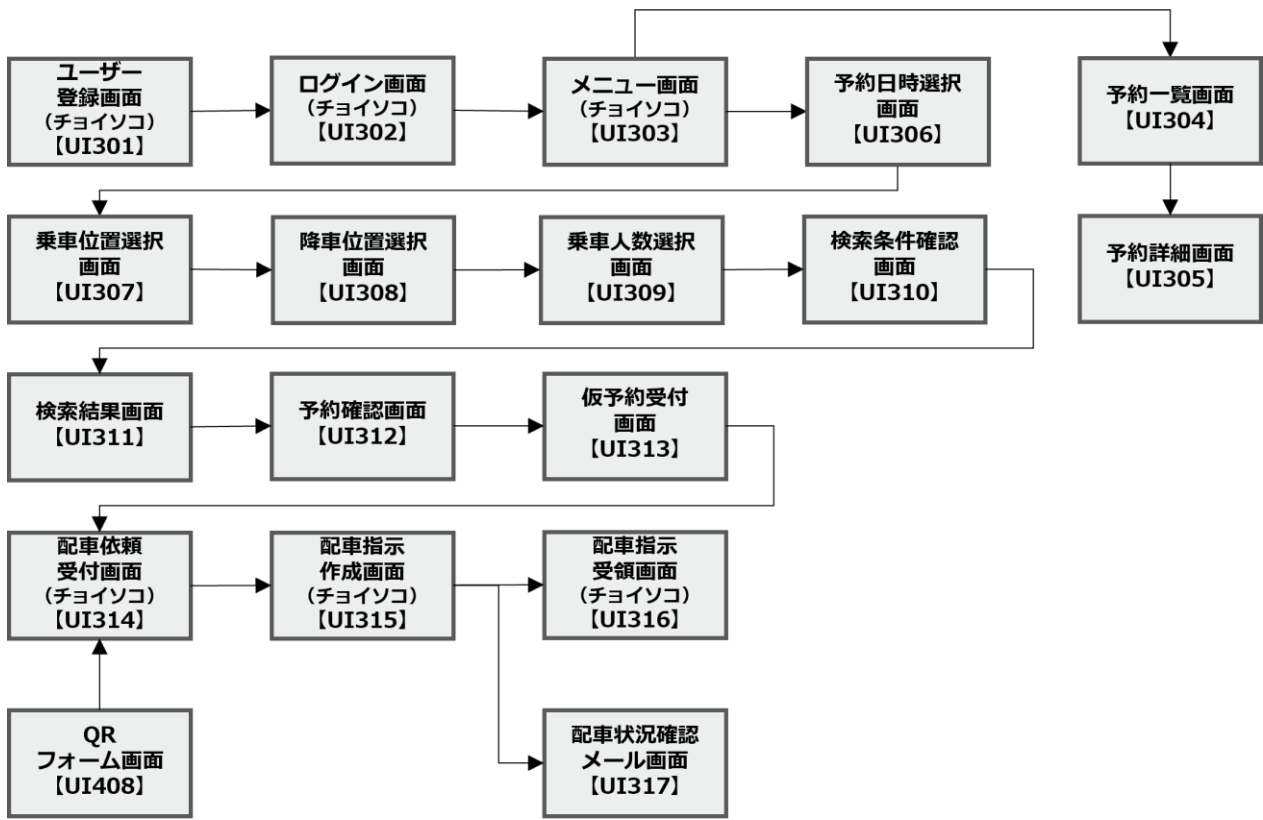 ユーザー
登録画面
（チョイソコ）
【UI301】
ログイン画面
（チョイソコ）
【UI302】
メニュー画面
（チョイソコ）
【UI303】
予約日時選択
画面
【UI306】
予約一覧画面
【UI304】
乗車位置選択
画面
【UI307】
降車位置選択
画面
【UI308】
乗車人数選択
画面
【UI309】
検索条件確認
画面
【UI310】
予約詳細画面
【UI305】
検索結果画面
【UI311】
予約確認画面
【UI312】
仮予約受付
画面
【UI313】
配車依頼
受付画面
（チョイソコ）
【UI314】
配車指示
作成画面
（チョイソコ）
【UI315】
配車指示
受領画面
（チョイソコ）
【UI316】
QR
フォーム画面
【UI408】
配車状況確認
メール画面
【UI317】